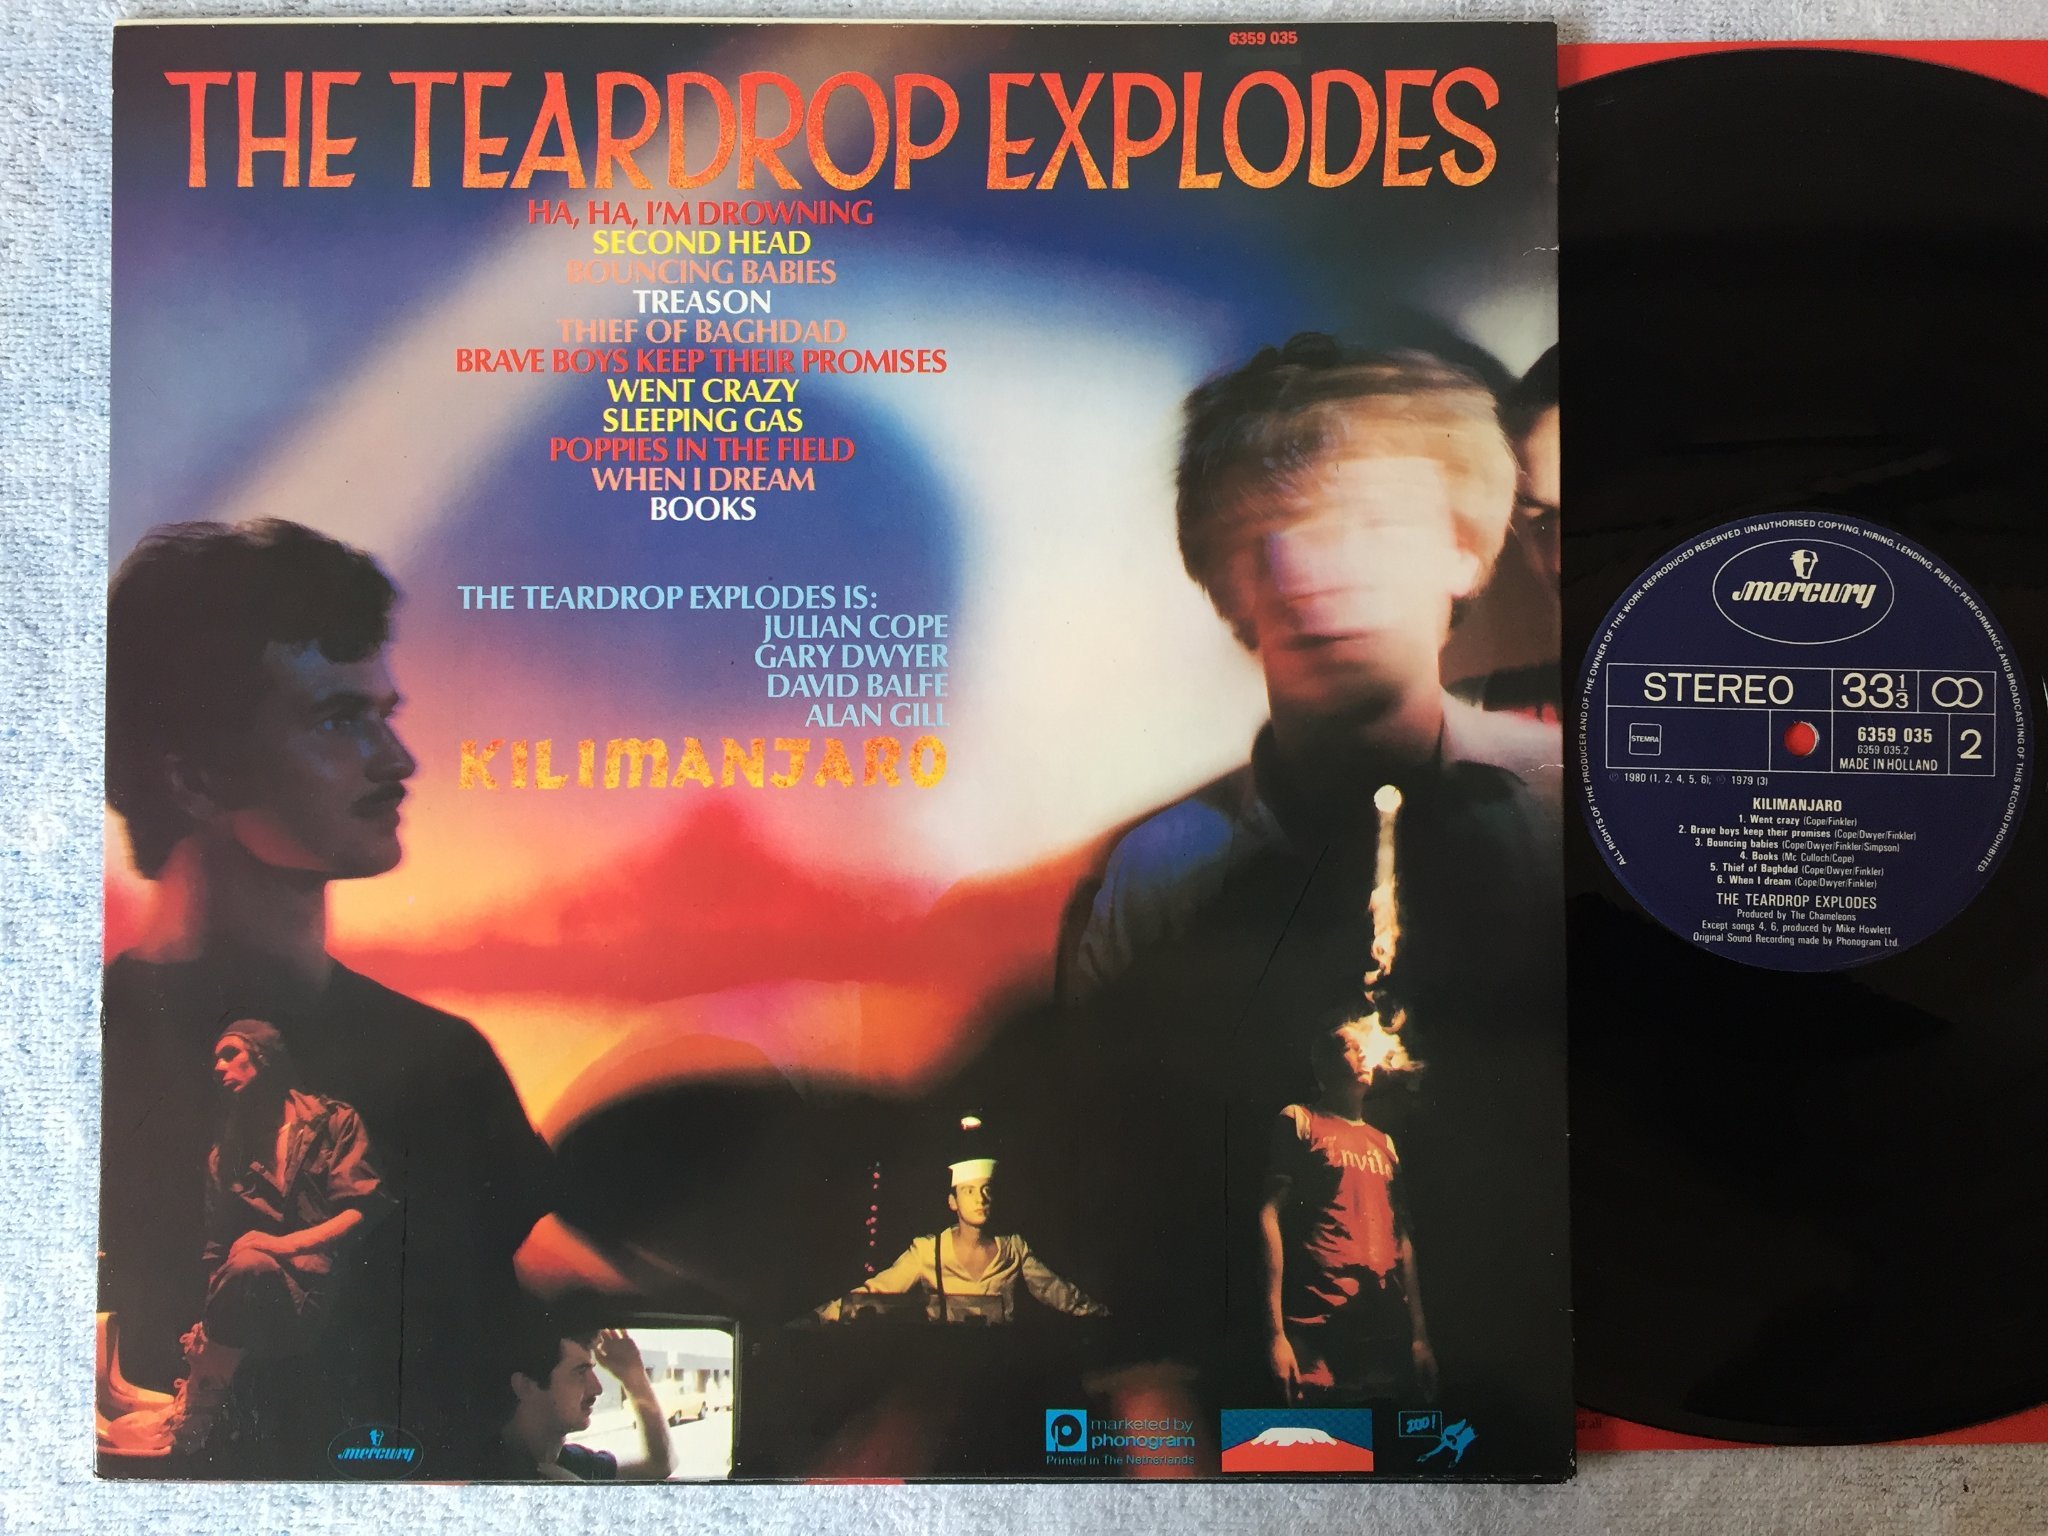 6359 035
THE TEARDROP EXPLODES
HA, HA, I'M DROWNING
SECOND HEAD
BOUNCING BABIES
TREASON
THIEF OF BAGHDAD
BRAVE BOYS KEEP THEIR PROMISES
WENT CRAZY
SLEEPING GAS
POPPIES IN THE FIELD
WHEN I DREAM
BOOKS
THE TEARDROP EXPLODES IS:
JULIAN COPE
GARY DWYER
DAVID BALFE
ALAN GILL
KILIMANJARO
mercury
marketed by
phonogram
Printed in The Netherlands
ZOO!
ALL RIGHTS OF THE PRODUCER AND OF THE OWNER OF THE WORK REPRODUCED RESERVED. UNAUTHORISED COPYING, HIRING, LENDING, PUBLIC PERFORMANCE AND BROADCASTING OF THIS RECORD PROHIBITED.
mercury
STEREO 33 1/3
STEMRA
6359 035
6359 035.2
MADE IN HOLLAND
2
℗ 1980 (1, 2, 4, 5, 6); ℗ 1979 (3)
KILIMANJARO
1. Went crazy (Cope/Finkler)
2. Brave boys keep their promises (Cope/Dwyer/Finkler)
3. Bouncing babies (Cope/Dwyer/Finkler/Simpson)
4. Books (Mc Culloch/Cope)
5. Thief of Baghdad (Cope/Dwyer/Finkler)
6. When I dream (Cope/Dwyer/Finkler)
THE TEARDROP EXPLODES
Produced by The Chameleons
Except songs 4, 6, produced by Mike Howlett
Original Sound Recording made by Phonogram Ltd.